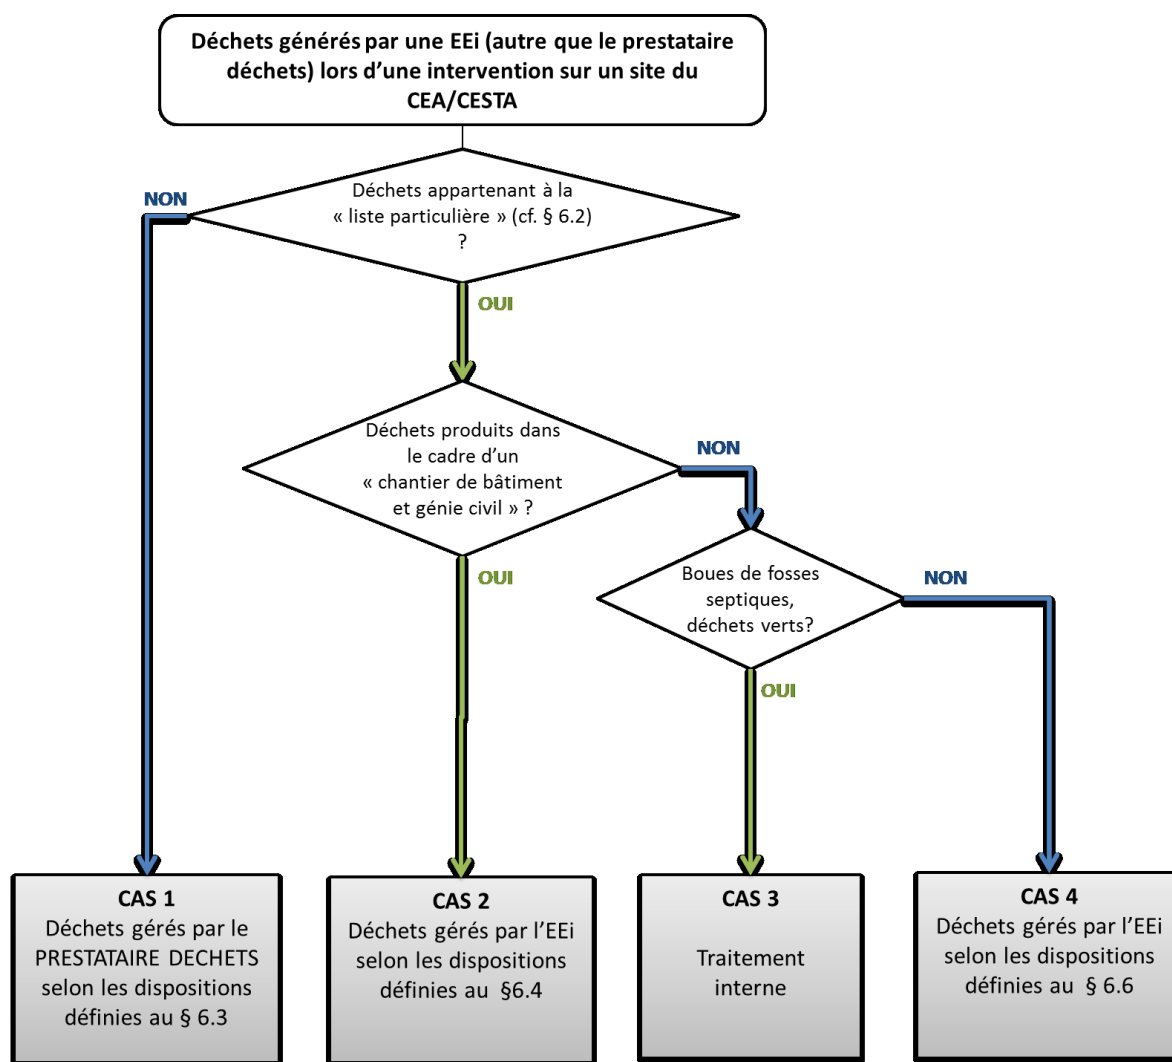 Déchets générés par une EEi (autre que le prestataire
déchets) lors d'une intervention sur un site du
CEA/CESTA
NON
Déchets appartenant à la
« liste particulière » (cf. § 6.2)
?
OUI
Déchets produits dans
le cadre d'un
« chantier de bâtiment
et génie civil » ?
NON
OUI
Boues de fosses
septiques,
déchets verts?
NON
OUI
CAS 1
Déchets gérés par le
PRESTATAIRE DECHETS
selon les dispositions
définies au § 6.3
CAS 2
Déchets gérés par l'EEi
selon les dispositions
définies au §6.4
CAS 3
Traitement
interne
CAS 4
Déchets gérés par l'EEi
selon les dispositions
définies au § 6.6